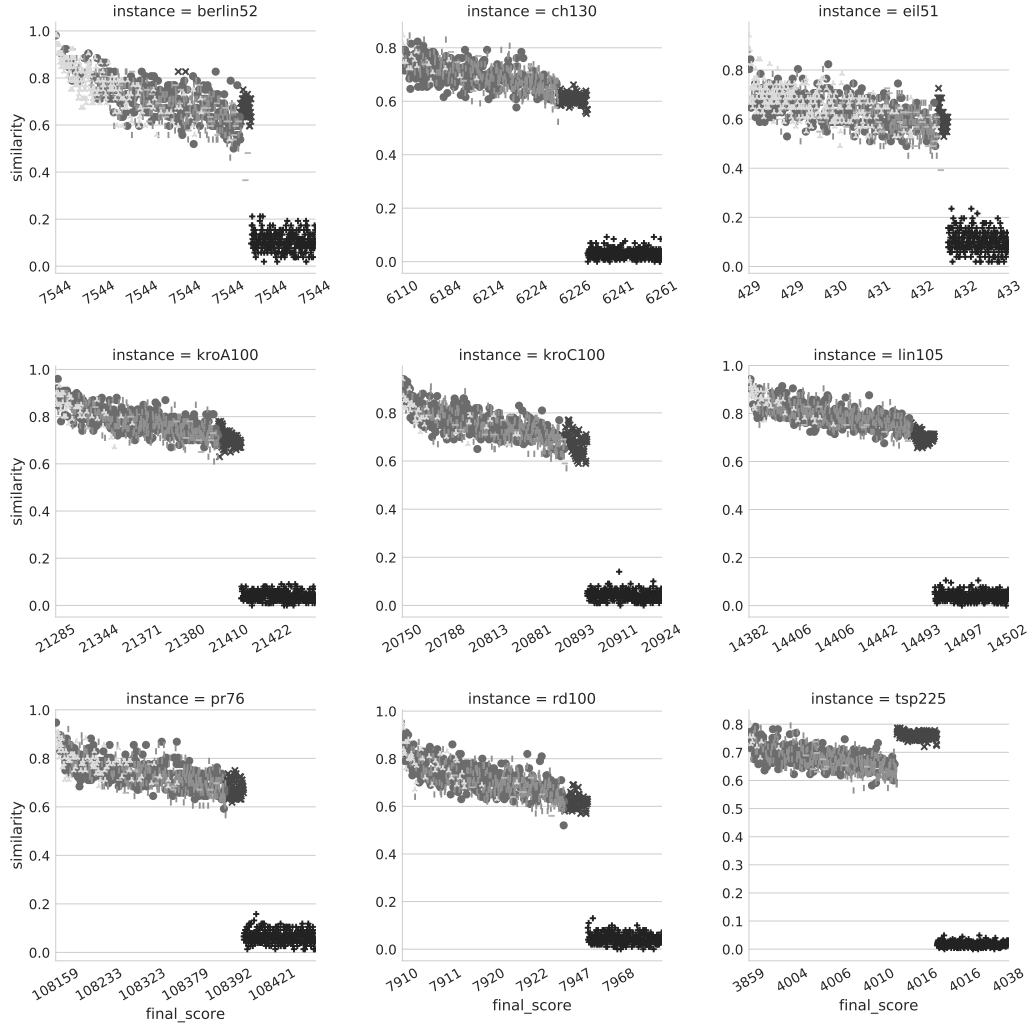 instance = berlin52
instance = ch130
instance = eil51
similarity
1.0
0.8
0.6
0.4
0.2
0.0
0.8
0.6
0.4
0.2
0.0
0.8
0.6
0.4
0.2
0.0
7544 7544 7544 7544 7544 7544 7544
6110 6184 6214 6224 6226 6241 6261
429 429 430 431 432 432 433
instance = kroA100
instance = kroC100
instance = lin105
similarity
1.0
0.8
0.6
0.4
0.2
0.0
0.8
0.6
0.4
0.2
0.0
1.0
0.8
0.6
0.4
0.2
0.0
21285 21344 21371 21380 21410 21422
20750 20788 20813 20881 20893 20911 20924
14382 14406 14406 14442 14493 14497 14502
instance = pr76
instance = rd100
instance = tsp225
similarity
1.0
0.8
0.6
0.4
0.2
0.0
1.0
0.8
0.6
0.4
0.2
0.0
0.8
0.7
0.6
0.5
0.4
0.3
0.2
0.1
0.0
108159 108233 108323 108379 108392 108421
7910 7911 7920 7922 7947 7968
3859 4004 4006 4010 4016 4016 4038
final_score
final_score
final_score